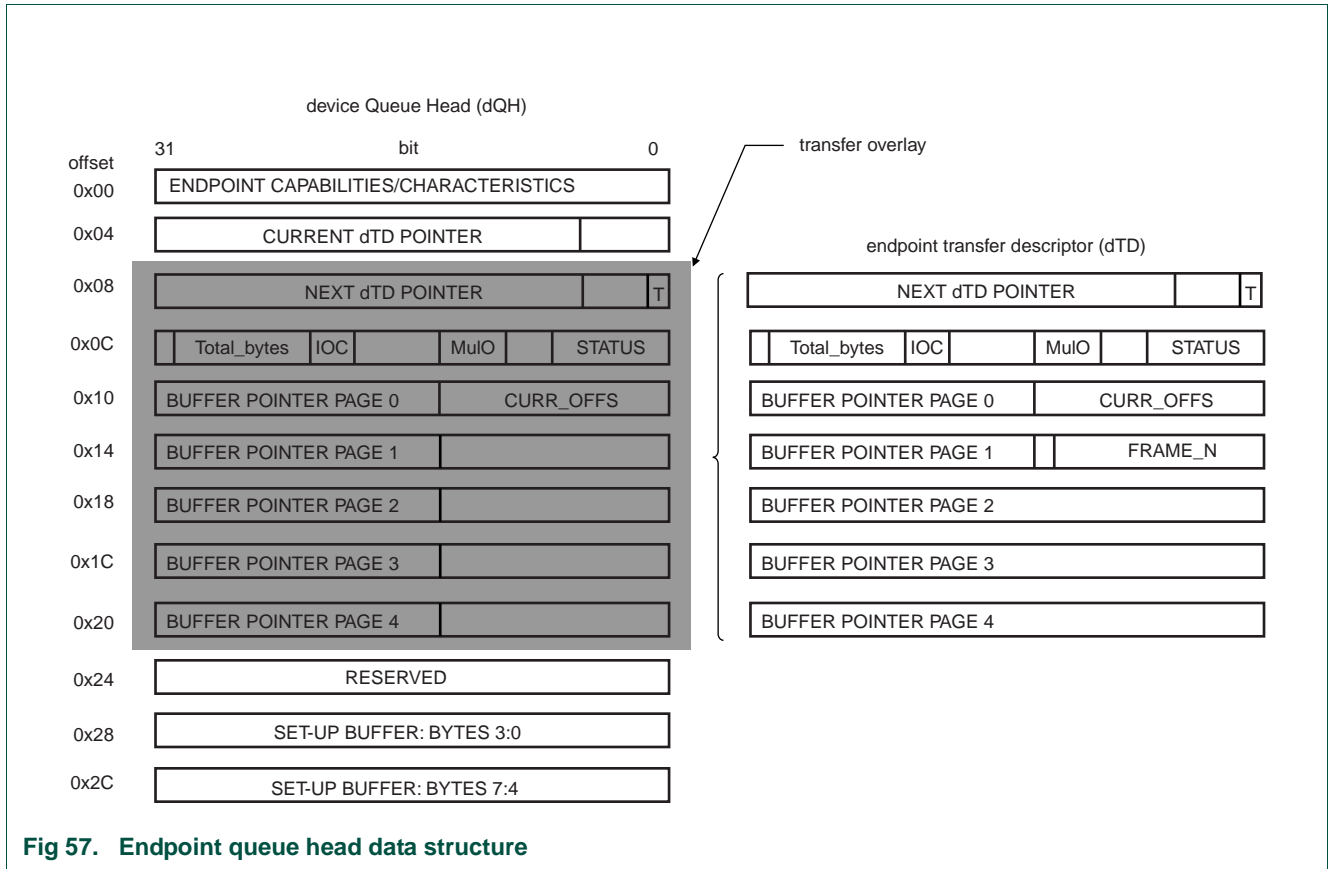 device Queue Head (dQH)
31 bit 0
transfer overlay
offset
0x00 ENDPOINT CAPABILITIES/CHARACTERISTICS
0x04 CURRENT dTD POINTER
endpoint transfer descriptor (dTD)
0x08 NEXT dTD POINTER T NEXT dTD POINTER T
0x0C Total_bytes IOC MulO STATUS Total_bytes IOC MulO STATUS
0x10 BUFFER POINTER PAGE 0 CURR_OFFS BUFFER POINTER PAGE 0 CURR_OFFS
0x14 BUFFER POINTER PAGE 1 BUFFER POINTER PAGE 1 FRAME_N
0x18 BUFFER POINTER PAGE 2 BUFFER POINTER PAGE 2
0x1C BUFFER POINTER PAGE 3 BUFFER POINTER PAGE 3
0x20 BUFFER POINTER PAGE 4 BUFFER POINTER PAGE 4
0x24 RESERVED
0x28 SET-UP BUFFER: BYTES 3:0
0x2C SET-UP BUFFER: BYTES 7:4
Fig 57. Endpoint queue head data structure